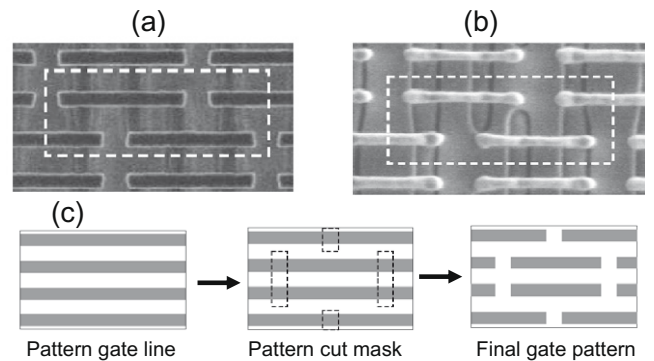 (a)
(b)
(c)
Pattern gate line
Pattern cut mask
Final gate pattern